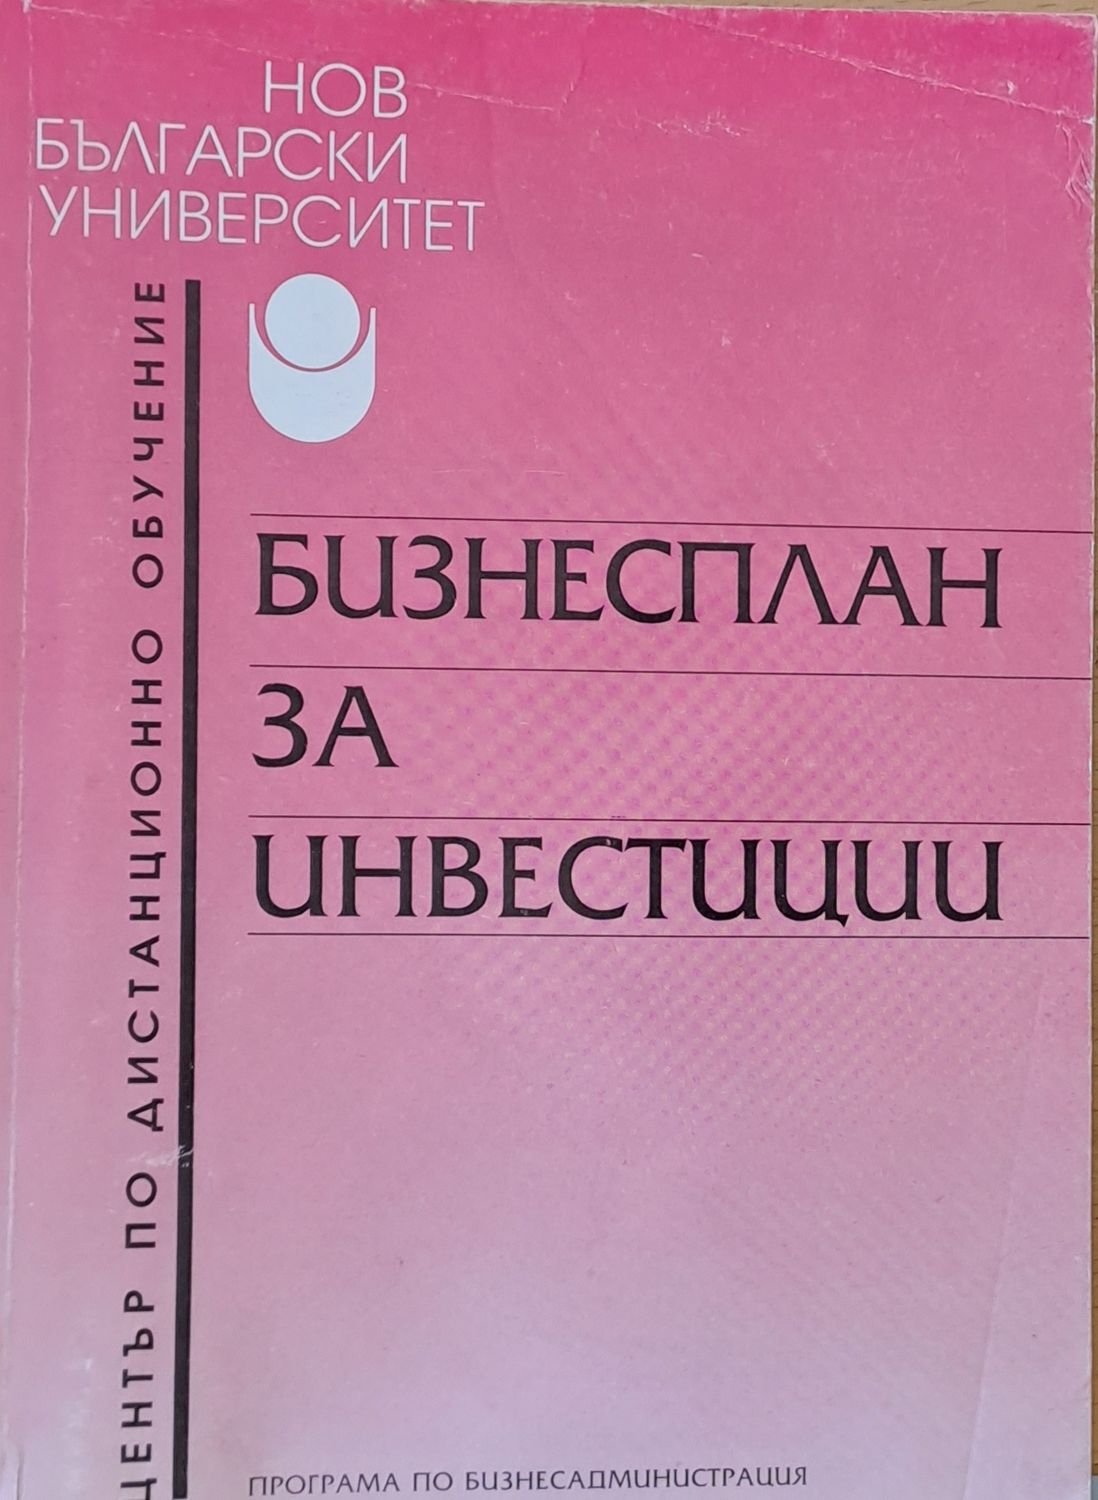 НОВ
БЪЛГАРСКИ
УНИВЕРСИТЕТ
ЦЕНТЪР ПО ДИСТАНЦИОННО ОБУЧЕНИЕ
БИЗНЕСПЛАН
ЗА
ИНВЕСТИЦИИ
ПРОГРАМА ПО БИЗНЕСАДМИНИСТРАЦИЯ